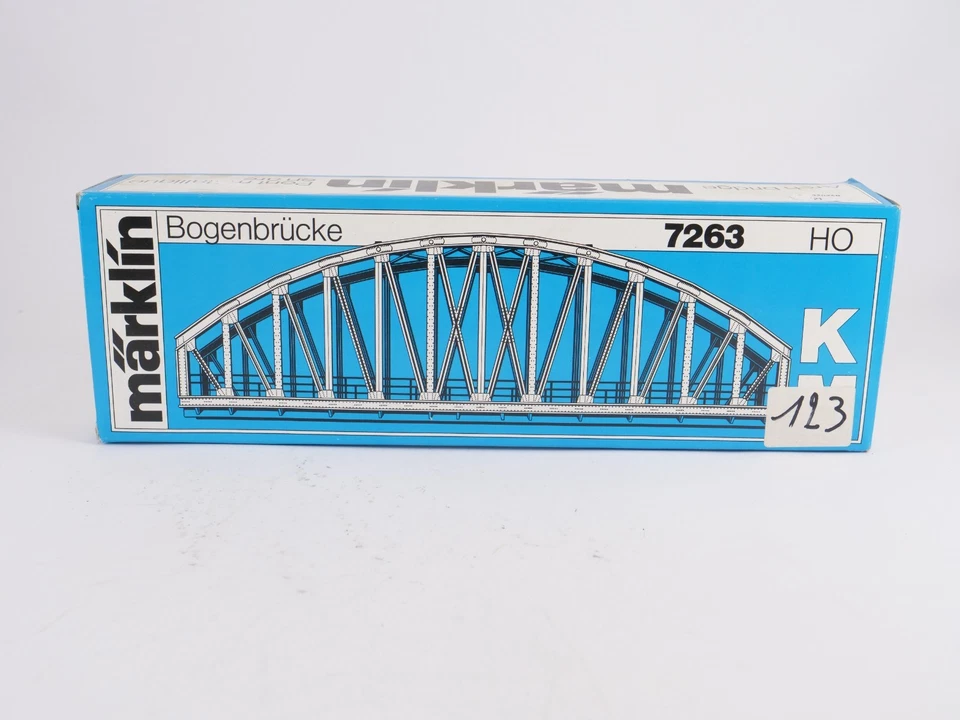 märklin
märklin
Bogenbrücke
7263
HO
K
M
123